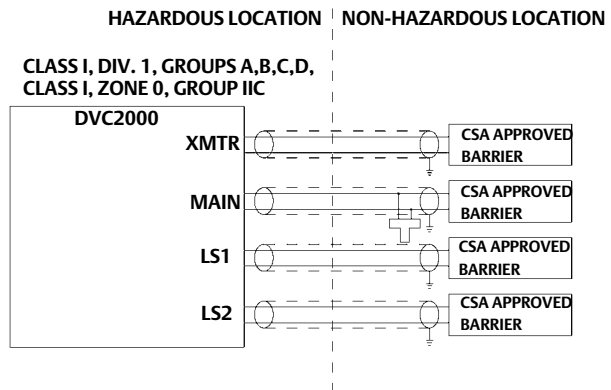 HAZARDOUS LOCATION
NON-HAZARDOUS LOCATION
CLASS I, DIV. 1, GROUPS A,B,C,D,
CLASS I, ZONE 0, GROUP IIC
DVC2000
XMTR
CSA APPROVED
BARRIER
MAIN
CSA APPROVED
BARRIER
LS1
CSA APPROVED
BARRIER
LS2
CSA APPROVED
BARRIER